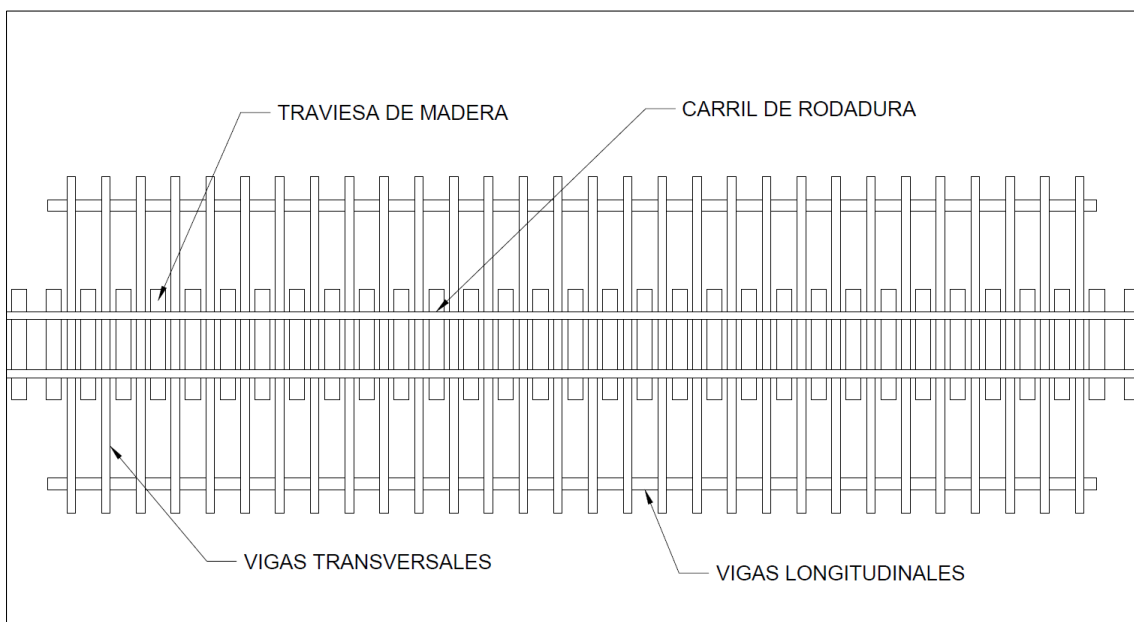 TRAVIESA DE MADERA
CARRIL DE RODADURA
VIGAS TRANSVERSALES
VIGAS LONGITUDINALES